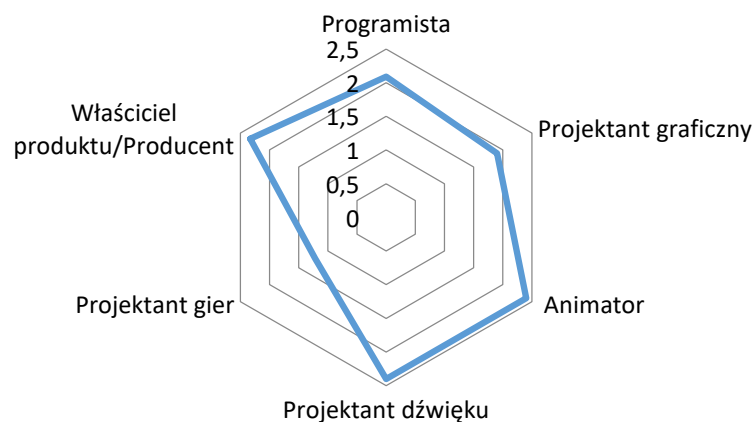 Programista
2,5
2
1,5
1
0,5
0
Projektant graficzny
Animator
Projektant dźwięku
Projektant gier
Właściciel
produktu/Producent